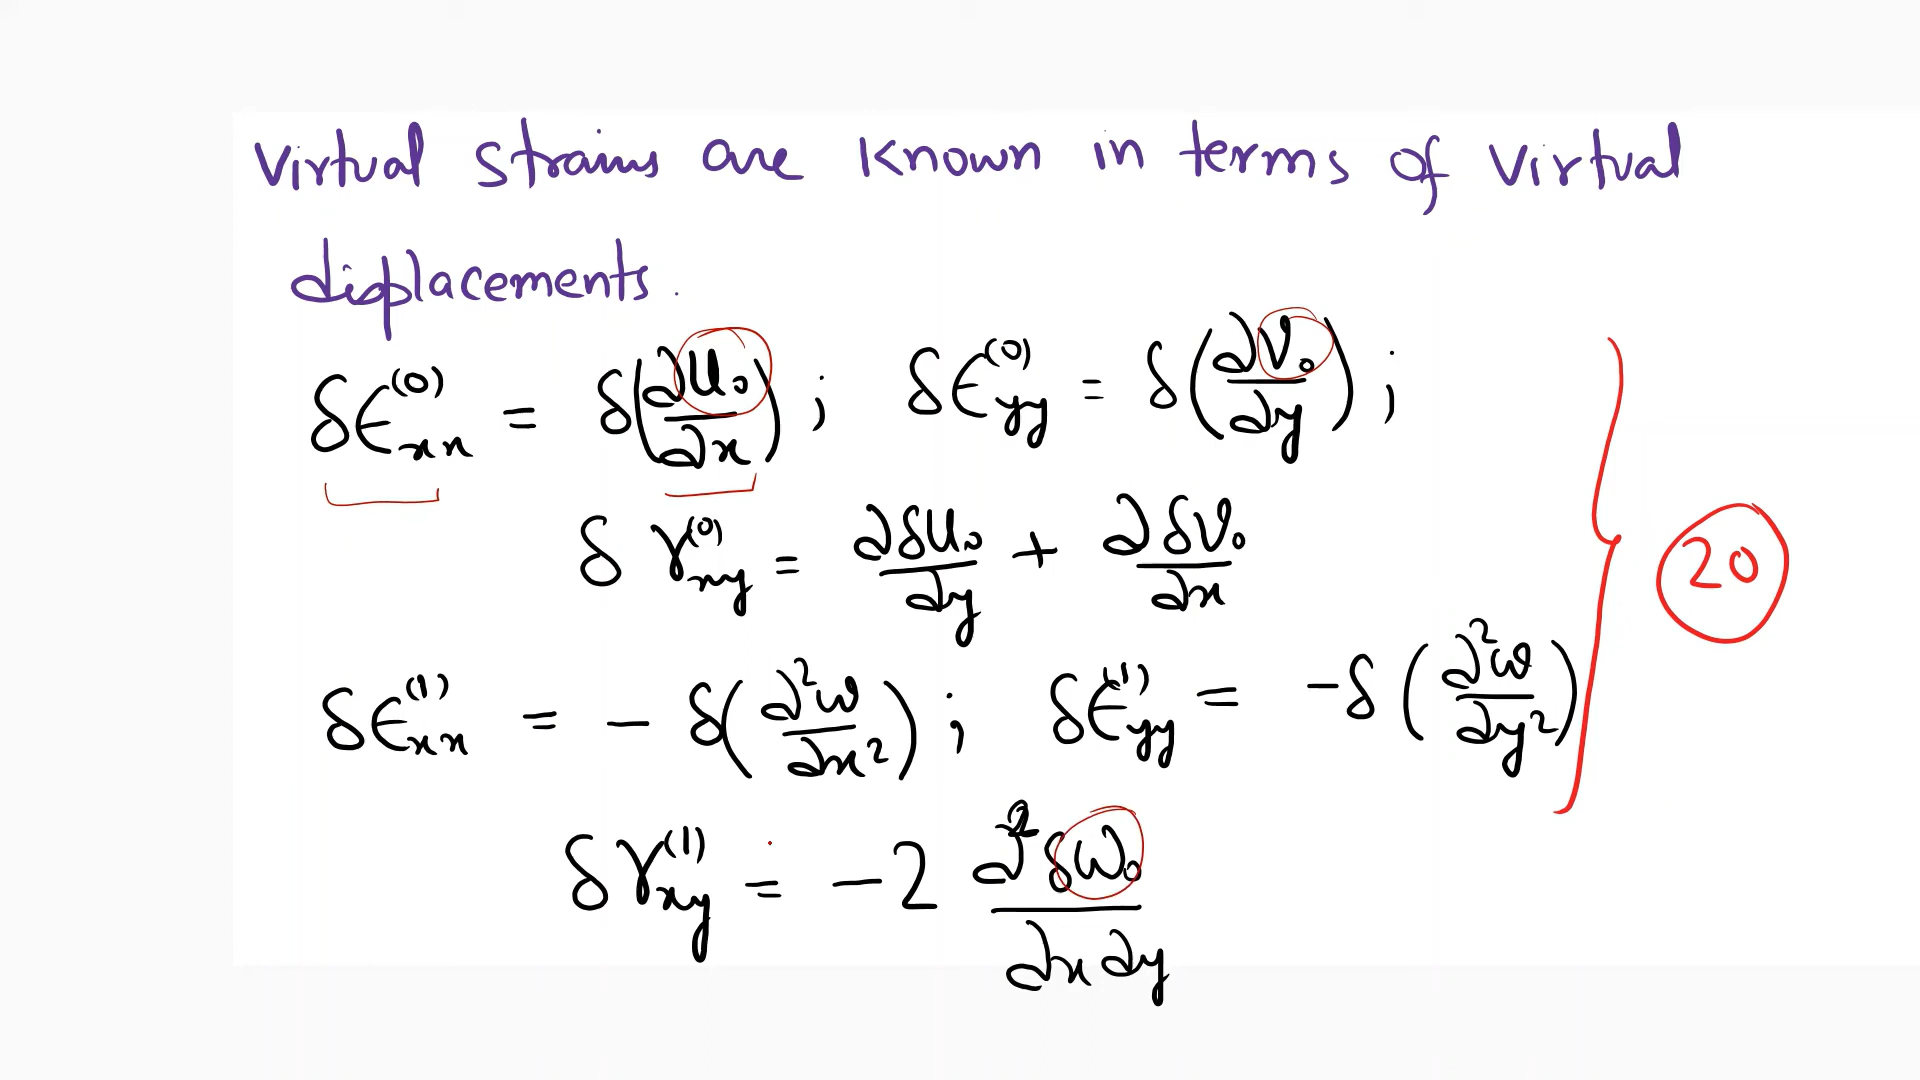 Virtual strains are known in terms of virtual
displacements.
δϵ_xx^(0) = δ(∂u₀/∂x) ; δϵ_yy^(0) = δ(∂v₀/∂y) ;
δγ_xy^(0) = ∂δu₀/∂y + ∂δv₀/∂x
20
δϵ_xx^(1) = - δ(∂²w/∂x²) ; δϵ_yy^(1) = -δ(∂²w/∂y²)
δγ_xy^(1) = -2 ∂²δw₀/∂x∂y